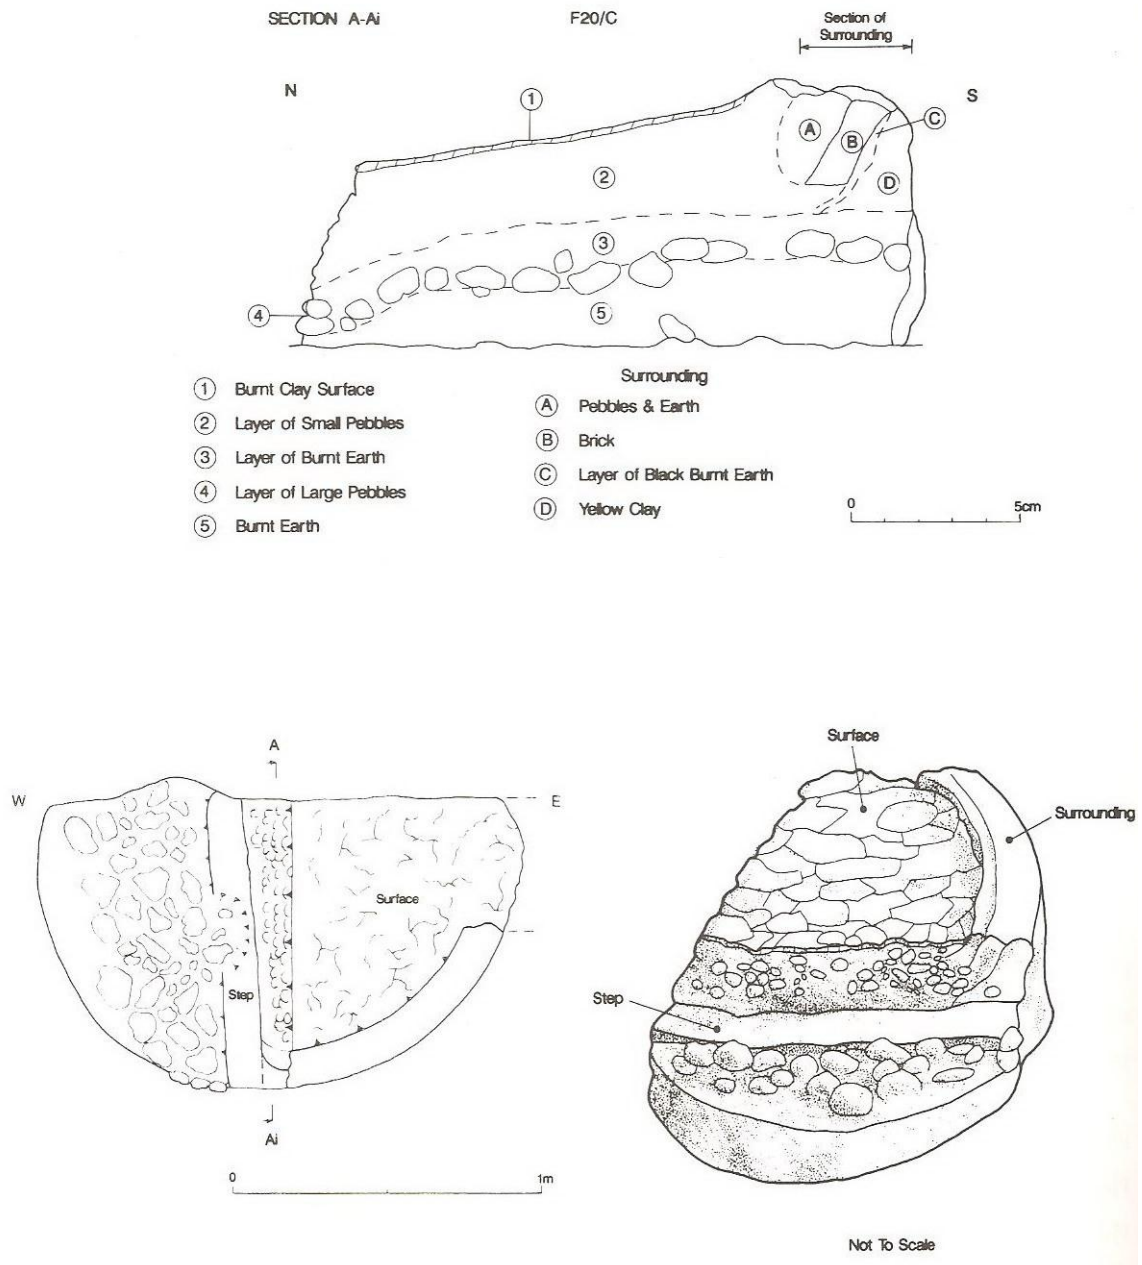 SECTION A-Ai
F20/C
Section of
Surrounding
N
S
1
A
B
C
2
D
3
4
5
1 Burnt Clay Surface
2 Layer of Small Pebbles
3 Layer of Burnt Earth
4 Layer of Large Pebbles
5 Burnt Earth
Surrounding
A Pebbles & Earth
B Brick
C Layer of Black Burnt Earth
D Yellow Clay
0 5cm
A
W
E
Surface
Step
Ai
0 1m
Surface
Surrounding
Step
Not To Scale